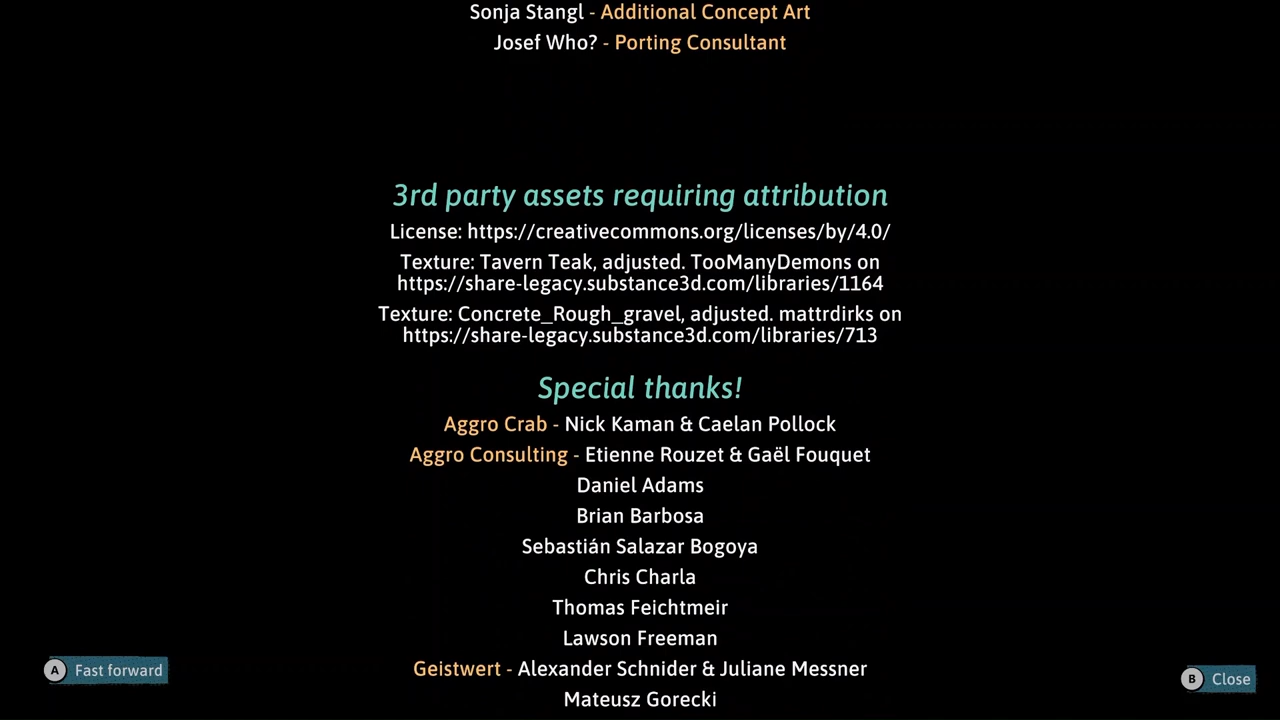 Sonja Stangl - Additional Concept Art
Josef Who? - Porting Consultant
3rd party assets requiring attribution
License: https://creativecommons.org/licenses/by/4.0/
Texture: Tavern Teak, adjusted. TooManyDemons on
https://share-legacy.substance3d.com/libraries/1164
Texture: Concrete_Rough_gravel, adjusted. mattrdirks on
https://share-legacy.substance3d.com/libraries/713
Special thanks!
Aggro Crab - Nick Kaman & Caelan Pollock
Aggro Consulting - Etienne Rouzet & Gaël Fouquet
Daniel Adams
Brian Barbosa
Sebastián Salazar Bogoya
Chris Charla
Thomas Feichtmeir
Lawson Freeman
Geistwert - Alexander Schnider & Juliane Messner
Mateusz Gorecki
A Fast forward
B Close